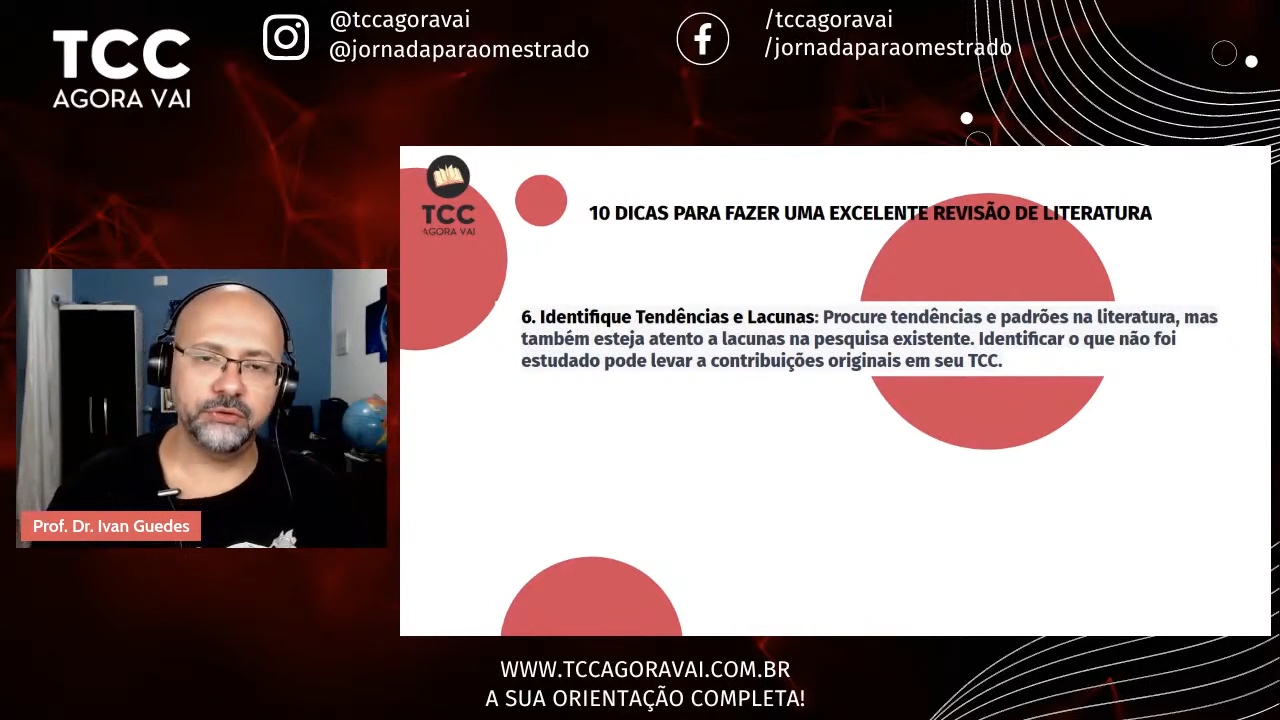 TCC
AGORA VAI
@tccagoravai
@jornadaparaomestrado
/tccagoravai
/jornadaparaomestrado
TCC
AGORA VAI
10 DICAS PARA FAZER UMA EXCELENTE REVISÃO DE LITERATURA
6. Identifique Tendências e Lacunas: Procure tendências e padrões na literatura, mas
também esteja atento a lacunas na pesquisa existente. Identificar o que não foi
estudado pode levar a contribuições originais em seu TCC.
Prof. Dr. Ivan Guedes
WWW.TCCAGORAVAI.COM.BR
A SUA ORIENTAÇÃO COMPLETA!